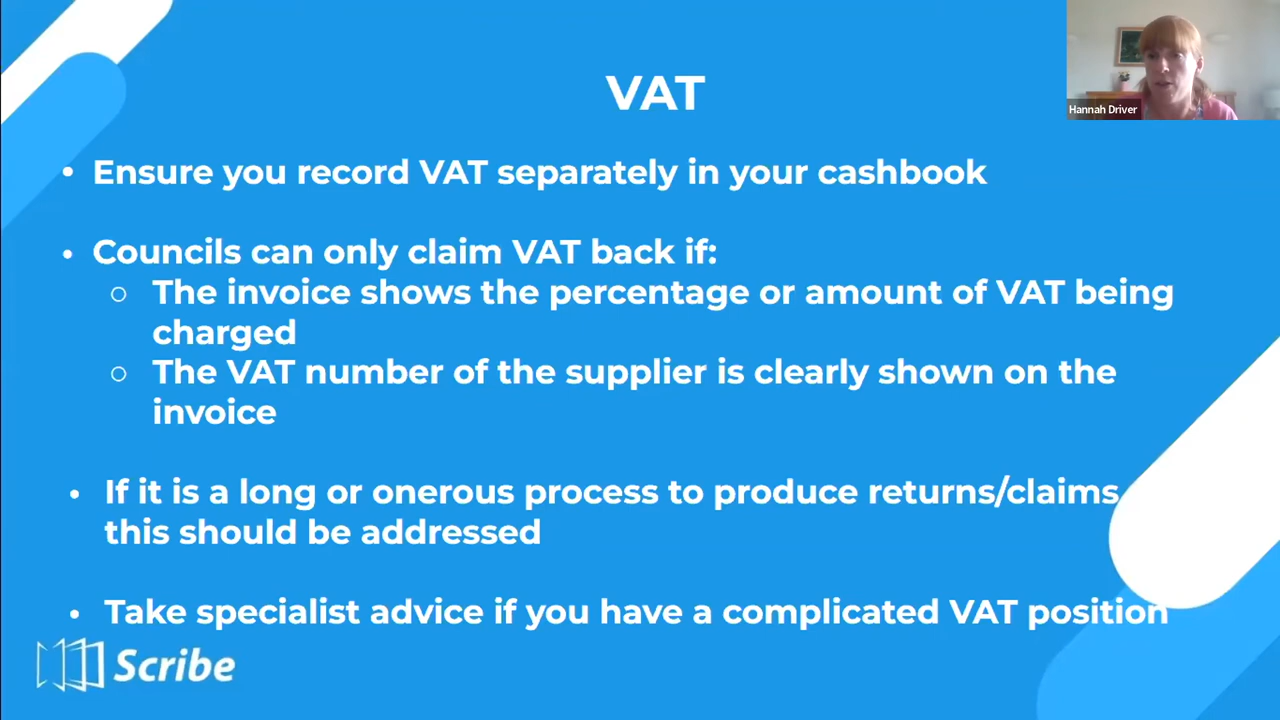 VAT
Hannah Driver
• Ensure you record VAT separately in your cashbook
• Councils can only claim VAT back if:
○ The invoice shows the percentage or amount of VAT being
charged
○ The VAT number of the supplier is clearly shown on the
invoice
• If it is a long or onerous process to produce returns/claims
this should be addressed
• Take specialist advice if you have a complicated VAT position
Scribe